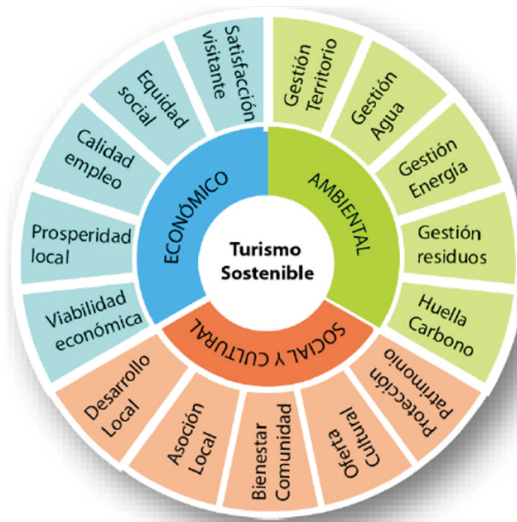 Turismo
Sostenible
ECONÓMICO
AMBIENTAL
SOCIAL Y CULTURAL
Gestión
Territorio
Gestión
Agua
Gestión
Energía
Gestión
residuos
Huella
Carbono
Protección
patrimonio
Oferta
Cultural
Bienestar
Comunidad
Asoción
Local
Desarrollo
Local
Viabilidad
económica
Prosperidad
local
Calidad
empleo
Equidad
social
Satisfacción
visitante